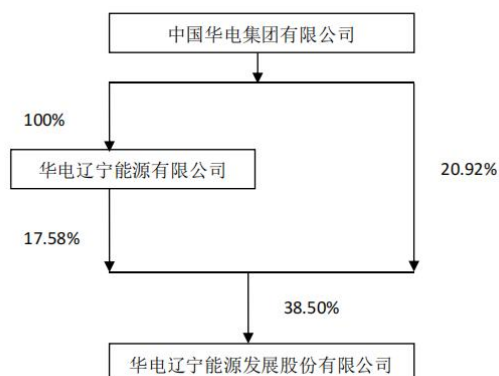 中国华电集团有限公司
100%
华电辽宁能源有限公司
20.92%
17.58%
38.50%
华电辽宁能源发展股份有限公司